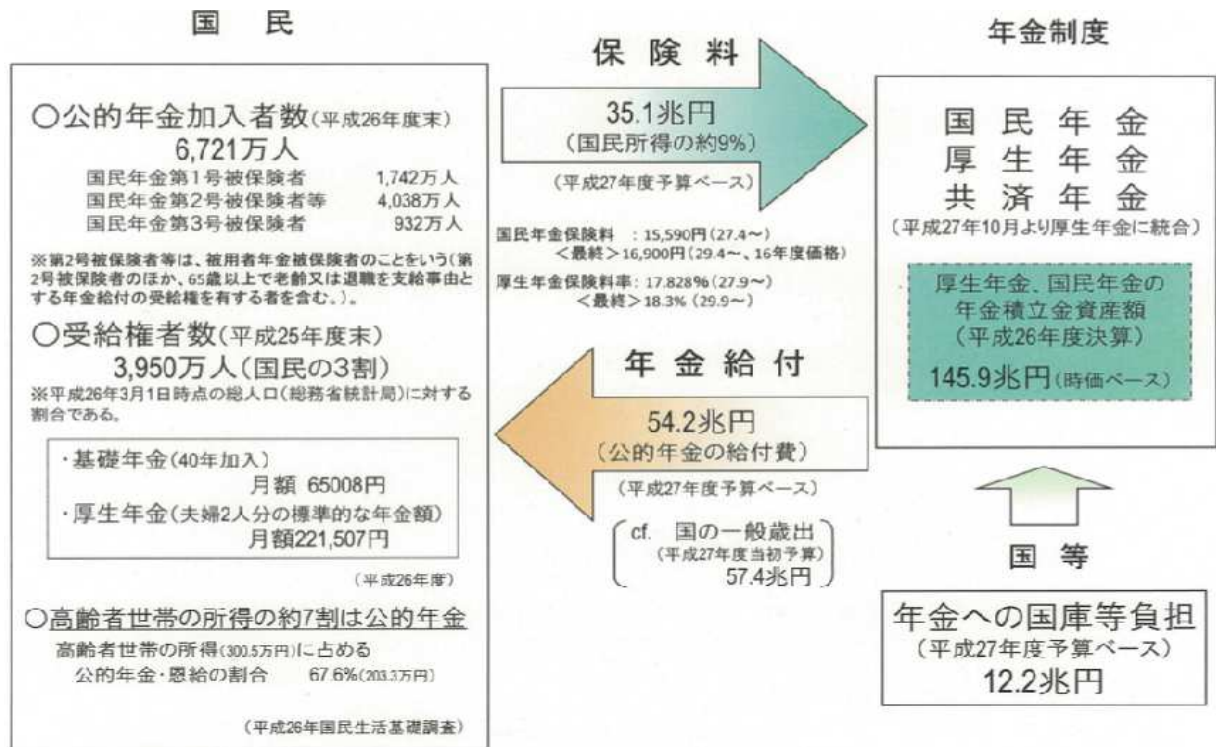 国 民
○公的年金加入者数(平成26年度末)
6,721万人
国民年金第1号被保険者 1,742万人
国民年金第2号被保険者等 4,038万人
国民年金第3号被保険者 932万人
※第2号被保険者等は、被用者年金被保険者のことをいう(第
2号被保険者のほか、65歳以上で老齢又は退職を支給事由と
する年金給付の受給権を有する者を含む。)。
○受給権者数(平成25年度末)
3,950万人(国民の3割)
※平成26年3月1日時点の総人口(総務省統計局)に対する
割合である。
・基礎年金(40年加入)
月額 65008円
・厚生年金(夫婦2人分の標準的な年金額)
月額221,507円
(平成26年度)
○高齢者世帯の所得の約7割は公的年金
高齢者世帯の所得(300.5万円)に占める
公的年金・恩給の割合 67.6%(203.3万円)
(平成26年国民生活基礎調査)
保 険 料
35.1兆円
(国民所得の約9%)
(平成27年度予算ベース)
国民年金保険料 :15,590円(27.4~)
<最終>16,900円(29.4~、16年度価格)
厚生年金保険料率:17.828%(27.9~)
<最終>18.3%(29.9~)
年 金 給 付
54.2兆円
(公的年金の給付費)
(平成27年度予算ベース)
cf. 国の一般歳出
(平成27年度当初予算)
57.4兆円
年金制度
国 民 年 金
厚 生 年 金
共 済 年 金
(平成27年10月より厚生年金に統合)
厚生年金、国民年金の
年金積立金資産額
(平成26年度決算)
145.9兆円(時価ベース)
国 等
年金への国庫等負担
(平成27年度予算ベース)
12.2兆円